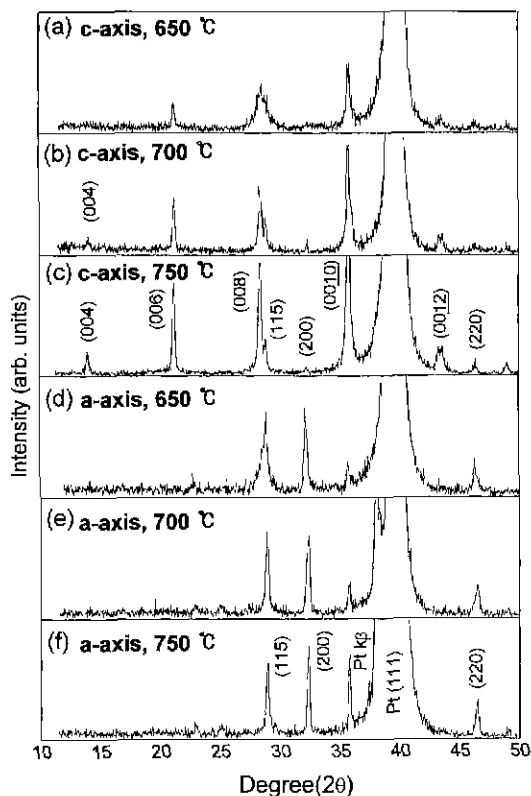 (a) c-axis, 650 ℃
(b) c-axis, 700 ℃
(004)
(c) c-axis, 750 ℃
(004)
(006)
(008)
(115)
(200)
(0010)
(0012)
(220)
(d) a-axis, 650 ℃
(e) a-axis, 700 ℃
(f) a-axis, 750 ℃
(115)
(200)
Pt kβ
Pt (111)
(220)
10 15 20 25 30 35 40 45 50
Degree(2θ)
Intensity (arb. units)